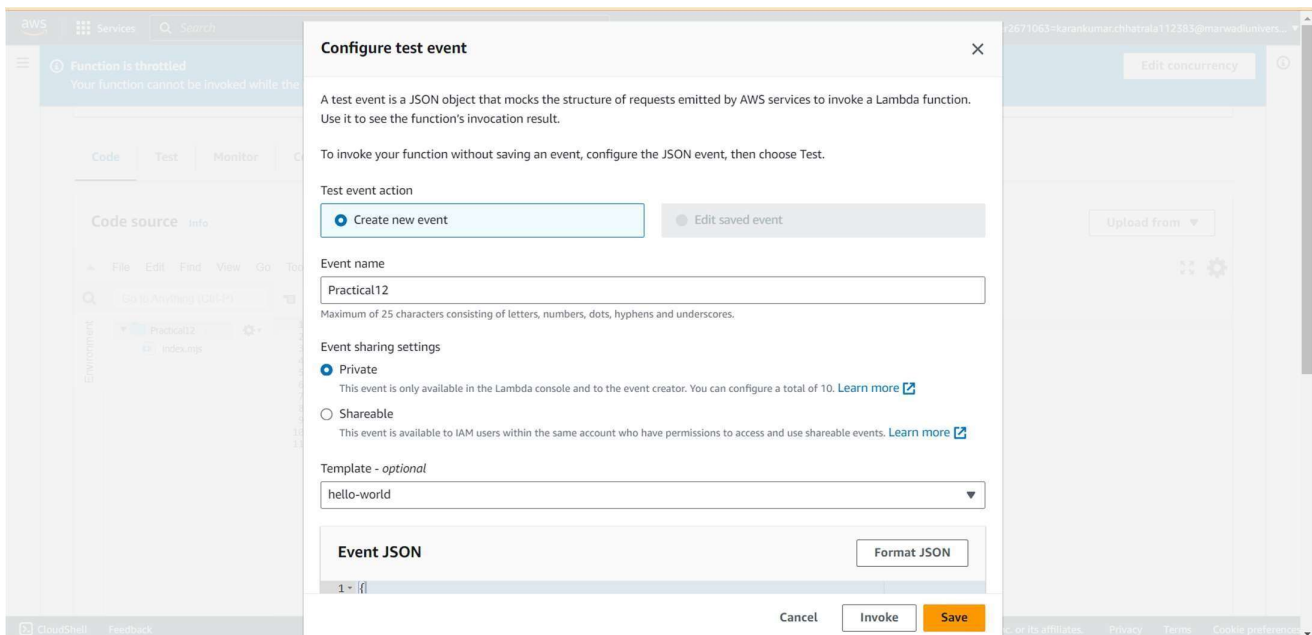 aws
Services
Search
r2671063=karankumar.chhatrala112385@marwadiunivers...
Function is throttled
Your function cannot be invoked while the
Edit concurrency
Code
Test
Monitor
Code source Info
Upload from
File Edit Find View Go Too
Practical12
index.mjs
Environment
Configure test event
A test event is a JSON object that mocks the structure of requests emitted by AWS services to invoke a Lambda function.
Use it to see the function's invocation result.
To invoke your function without saving an event, configure the JSON event, then choose Test.
Test event action
Create new event
Edit saved event
Event name
Practical12
Maximum of 25 characters consisting of letters, numbers, dots, hyphens and underscores.
Event sharing settings
Private
This event is only available in the Lambda console and to the event creator. You can configure a total of 10. Learn more
Shareable
This event is available to IAM users within the same account who have permissions to access and use shareable events. Learn more
Template - optional
hello-world
Event JSON
Format JSON
1 {
Cancel
Invoke
Save
CloudShell Feedback
c. or its affiliates. Privacy Terms Cookie preferences